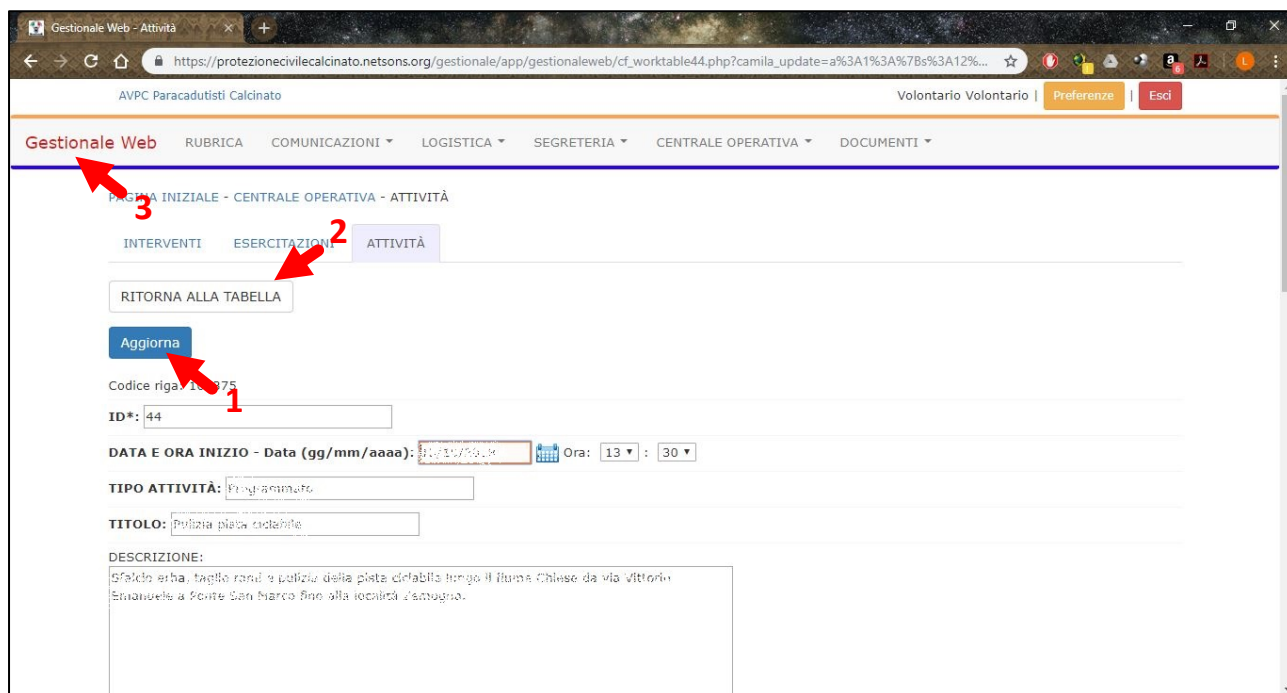 Gestionale Web - Attività
https://protezionecivilecalcinato.netsons.org/gestionale/app/gestionaleweb/cf_worktable44.php?camila_update=a%3A1%3A%7Bs%3A12%...
AVPC Paracadutisti Calcinato Volontario Volontario | Preferenze | Esci
Gestionale Web RUBRICA COMUNICAZIONI LOGISTICA SEGRETERIA CENTRALE OPERATIVA DOCUMENTI
3
PAGINA INIZIALE - CENTRALE OPERATIVA - ATTIVITÀ
2
INTERVENTI ESERCITAZIONI ATTIVITÀ
RITORNA ALLA TABELLA
Aggiorna
Codice riga:
1
ID*: 44
DATA E ORA INIZIO - Data (gg/mm/aaaa): Ora: 13 : 30
TIPO ATTIVITÀ: Programmato
TITOLO: Pulizia pista ciclabile
DESCRIZIONE:
Sfalcio erba, taglio rami e pulizia della pista ciclabile lungo il fiume Chiese da via Vittorio
Emanuele a Ponte San Marco fino alla località